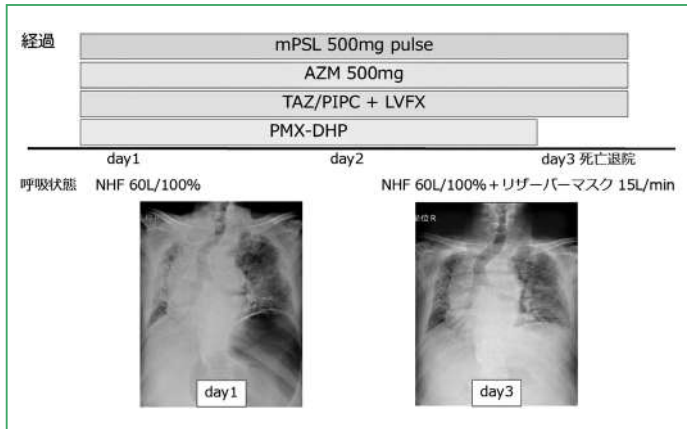 経過
mPSL 500mg pulse
AZM 500mg
TAZ/PIPC + LVFX
PMX-DHP
day1 day2 day3 死亡退院
呼吸状態 NHF 60L/100% NHF 60L/100%+リザーバーマスク 15L/min
位R
day1 day3